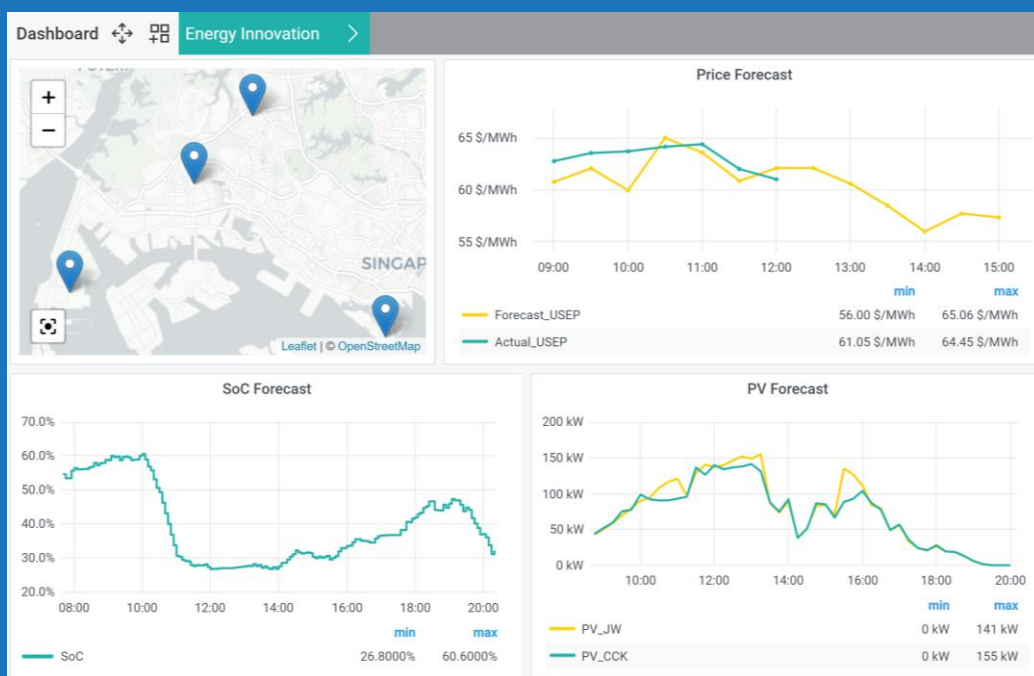 Dashboard Energy Innovation
+
−
SINGAP
Leaflet | © OpenStreetMap
Price Forecast
65 $/MWh
60 $/MWh
55 $/MWh
09:00 10:00 11:00 12:00 13:00 14:00 15:00
min max
Forecast_USEP 56.00 $/MWh 65.06 $/MWh
Actual_USEP 61.05 $/MWh 64.45 $/MWh
SoC Forecast
70.0%
60.0%
50.0%
40.0%
30.0%
20.0%
08:00 10:00 12:00 14:00 16:00 18:00 20:00
min max
SoC 26.8000% 60.6000%
PV Forecast
200 kW
150 kW
100 kW
50 kW
0 kW
10:00 12:00 14:00 16:00 18:00 20:00
min max
PV_JW 0 kW 141 kW
PV_CCK 0 kW 155 kW